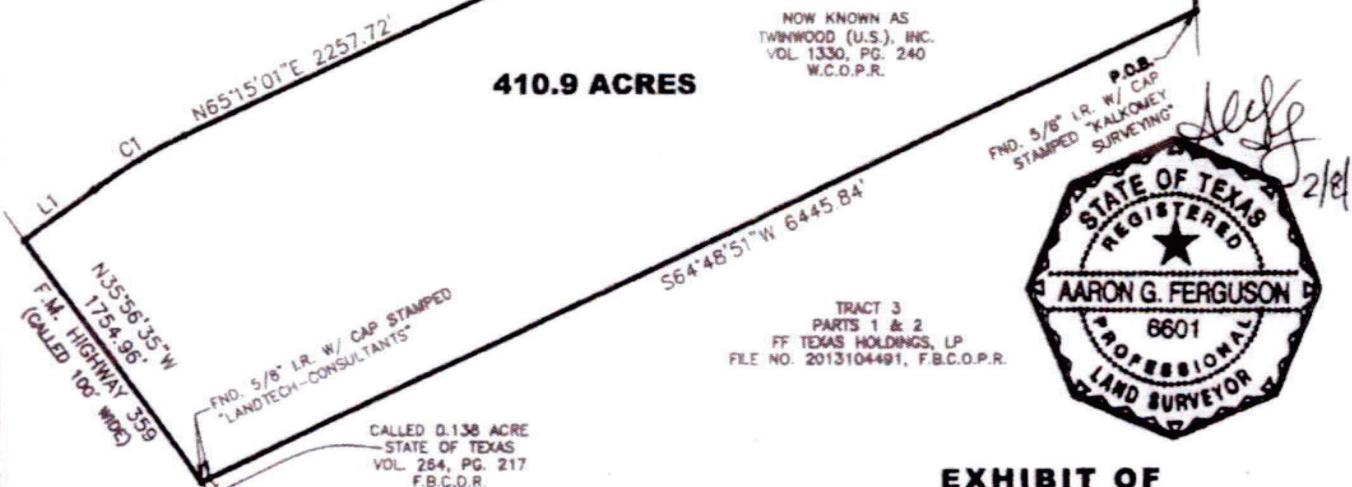 NOW KNOWN AS
TWINWOOD (U.S.), INC.
VOL 1330, PG. 240
W.C.O.P.R.
N65°15'01"E 2257.72'
410.9 ACRES
P.O.B.
FND. 5/8" I.R. W/ CAP
STAMPED "KALKOMEY
SURVEYING"
C1
L1
2/8/
STATE OF TEXAS
REGISTERED
AARON G. FERGUSON
6601
PROFESSIONAL
LAND SURVEYOR
S64°48'51"W 6445.84'
N35°56'35"W
1754.96'
F.M. HIGHWAY 359
(CALLED 100' WIDE)
FND. 5/8" I.R. W/ CAP STAMPED
"LANDTECH-CONSULTANTS"
TRACT 3
PARTS 1 & 2
FF TEXAS HOLDINGS, LP
FILE NO. 2013104491, F.B.C.O.P.R.
CALLED 0.138 ACRE
STATE OF TEXAS
VOL. 264, PG. 217
F.B.C.D.R.
EXHIBIT OF